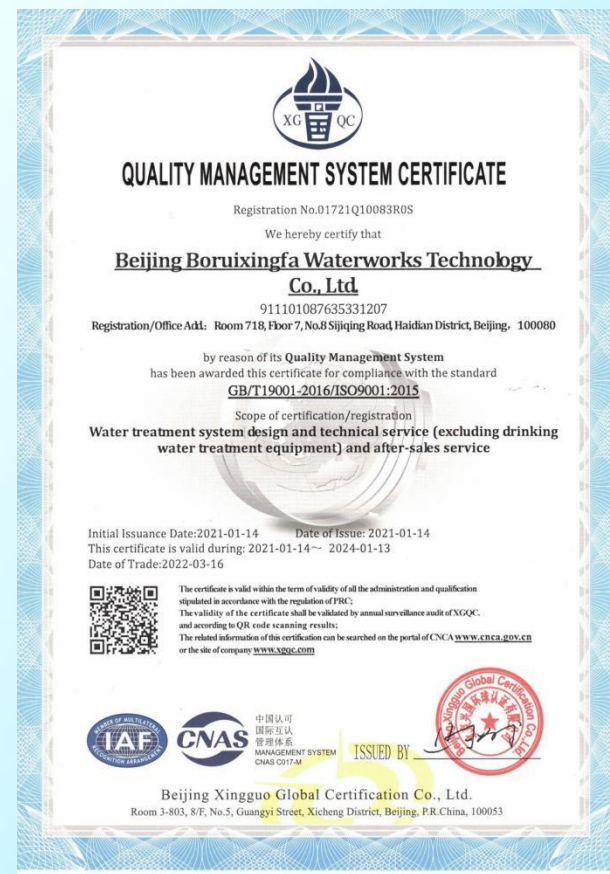 XG QC
QUALITY MANAGEMENT SYSTEM CERTIFICATE
Registration No.01721Q10083R0S
We hereby certify that
Beijing Boruixingfa Waterworks Technology
Co., Ltd.
911101087635331207
Registration/Office Add.: Room 718, Floor 7, No.8 Sijiqing Road, Haidian District, Beijing, 100080
by reason of its Quality Management System
has been awarded this certificate for compliance with the standard
GB/T19001-2016/ISO9001:2015
Scope of certification/registration
Water treatment system design and technical service (excluding drinking
water treatment equipment) and after-sales service
Initial Issuance Date:2021-01-14 Date of Issue: 2021-01-14
This certificate is valid during: 2021-01-14~ 2024-01-13
Date of Trade:2022-03-16
The certificate is valid within the term of validity of all the administration and qualification
stipulated in accordance with the regulation of PRC;
The validity of the certificate shall be validated by annual surveillance audit of XGQC.
and according to QR code scanning results;
The related information of this certification can be searched on the portal of CNCA www.cnca.gov.cn
or the site of company www.xgqc.com
MEMBER OF MULTILATERAL
IAF
RECOGNITION ARRANGEMENT
CNAS
中国认可
国际互认
管理体系
MANAGEMENT SYSTEM
CNAS C017-M
ISSUED BY
Beijing Xingguo Global Certification Co., Ltd
Beijing Xingguo Global Certification Co., Ltd.
Room 3-803, 8/F, No.5, Guangyi Street, Xicheng District, Beijing, P.R.China, 100053